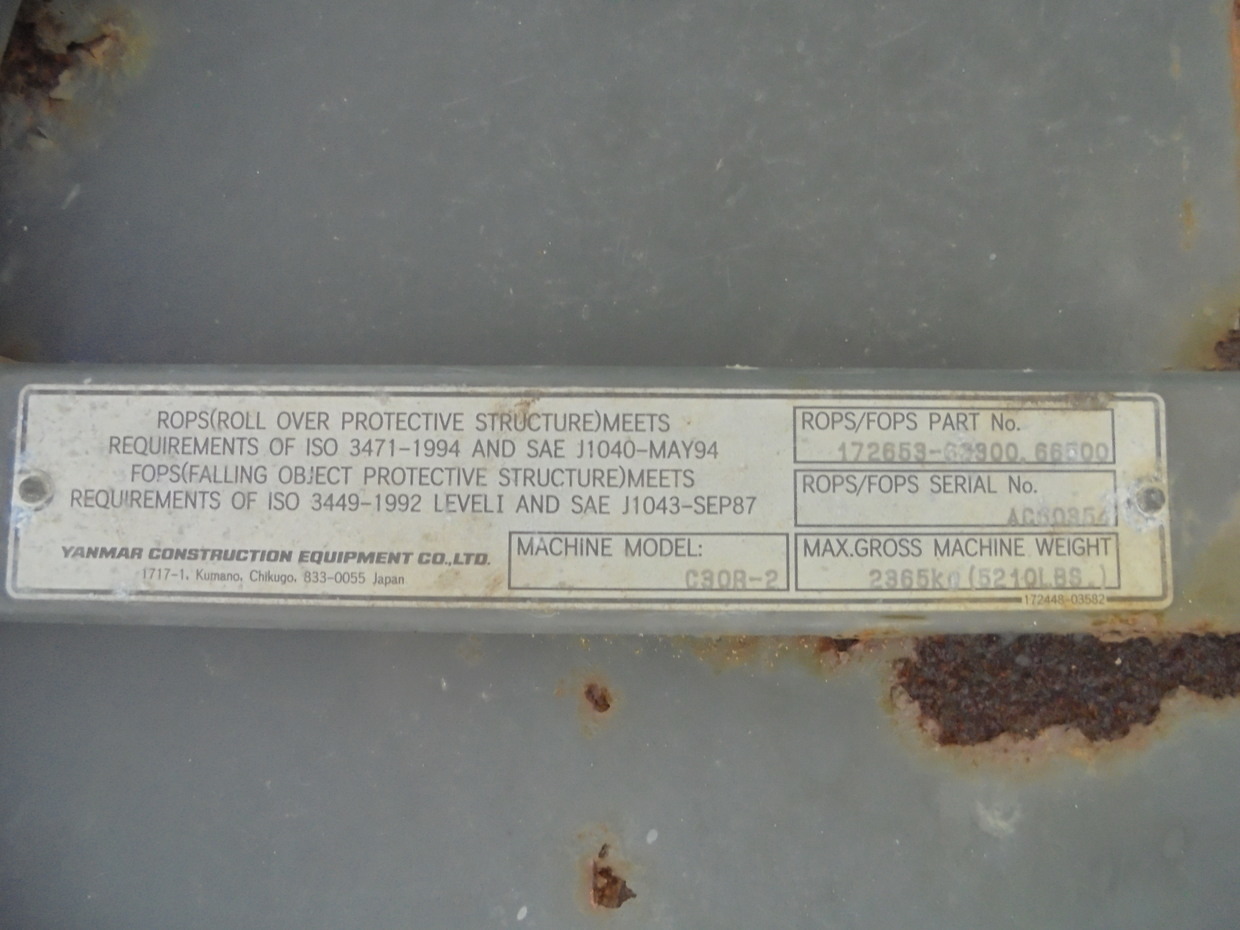 ROPS(ROLL OVER PROTECTIVE STRUCTURE)MEETS
REQUIREMENTS OF ISO 3471-1994 AND SAE J1040-MAY94
FOPS(FALLING OBJECT PROTECTIVE STRUCTURE)MEETS
REQUIREMENTS OF ISO 3449-1992 LEVELI AND SAE J1043-SEP87
YANMAR CONSTRUCTION EQUIPMENT CO.,LTD.
1717-1, Kumano, Chikugo, 833-0055 Japan
MACHINE MODEL:
C30R-2
ROPS/FOPS PART No.
ROPS/FOPS SERIAL No.
MAX.GROSS MACHINE WEIGHT
2365kg (5210LBS.)
172448-03582